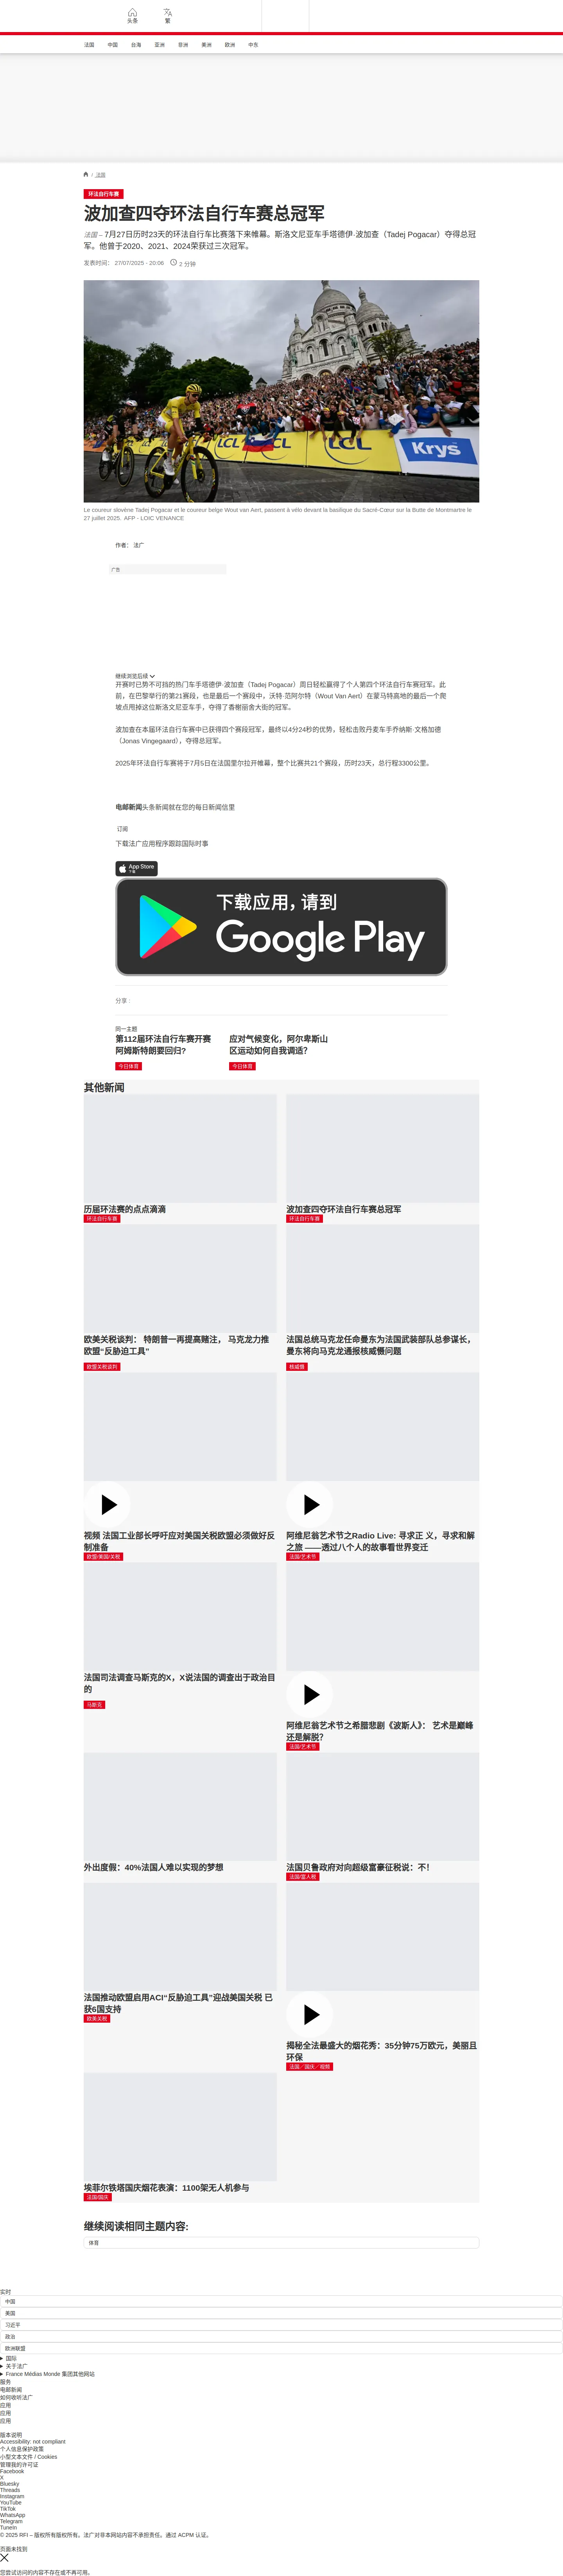 头条
繁
法国
中国
台海
亚洲
非洲
美洲
欧洲
中东
/ 法国
环法自行车赛
波加查四夺环法自行车赛总冠军
法国 – 7月27日历时23天的环法自行车比赛落下来帷幕。斯洛文尼亚车手塔德伊·波加查（Tadej Pogacar）夺得总冠
军。他曾于2020、2021、2024荣获过三次冠军。
发表时间： 27/07/2025 - 20:06
2 分钟
LCL
LCL
LCL
Krys
Le coureur slovène Tadej Pogacar et le coureur belge Wout van Aert, passent à vélo devant la basilique du Sacré-Cœur sur la Butte de Montmartre le
27 juillet 2025. AFP - LOIC VENANCE
作者： 法广
广告
继续浏览后续
开赛时已势不可挡的热门车手塔德伊·波加查（Tadej Pogacar）周日轻松赢得了个人第四个环法自行车赛冠军。此
前，在巴黎举行的第21赛段，也是最后一个赛段中，沃特·范阿尔特（Wout Van Aert）在蒙马特高地的最后一个爬
坡点甩掉这位斯洛文尼亚车手，夺得了香榭丽舍大街的冠军。
波加查在本届环法自行车赛中已获得四个赛段冠军，最终以4分24秒的优势，轻松击败丹麦车手乔纳斯·文格加德
（Jonas Vingegaard），夺得总冠军。
2025年环法自行车赛将于7月5日在法国里尔拉开帷幕，整个比赛共21个赛段，历时23天，总行程3300公里。
电邮新闻头条新闻就在您的每日新闻信里
订阅
下载法广应用程序跟踪国际时事
App Store
下载
下载应用，请到
Google Play
分享 :
同一主题
第112届环法自行车赛开赛
阿姆斯特朗要回归?
今日体育
应对气候变化，阿尔卑斯山
区运动如何自我调适？
今日体育
其他新闻
历届环法赛的点点滴滴
环法自行车赛
波加查四夺环法自行车赛总冠军
环法自行车赛
欧美关税谈判： 特朗普一再提高赌注， 马克龙力推
欧盟“反胁迫工具”
欧盟关税谈判
法国总统马克龙任命曼东为法国武装部队总参谋长，
曼东将向马克龙通报核威慑问题
核威慑
视频 法国工业部长呼吁应对美国关税欧盟必须做好反
制准备
欧盟/美国/关税
阿维尼翁艺术节之Radio Live: 寻求正 义，寻求和解
之旅 ——透过八个人的故事看世界变迁
法国/艺术节
法国司法调查马斯克的X，X说法国的调查出于政治目
的
马斯克
阿维尼翁艺术节之希腊悲剧《波斯人》： 艺术是巅峰
还是解脱？
法国/艺术节
外出度假：40%法国人难以实现的梦想
法国贝鲁政府对向超级富豪征税说：不！
法国/富人税
法国推动欧盟启用ACI“反胁迫工具”迎战美国关税 已
获6国支持
欧美关税
揭秘全法最盛大的烟花秀：35分钟75万欧元，美丽且
环保
法国／国庆／视频
埃菲尔铁塔国庆烟花表演：1100架无人机参与
法国/国庆
继续阅读相同主题内容:
体育
实时
中国
美国
习近平
政治
欧洲联盟
国际
关于法广
France Médias Monde 集团其他网站
服务
电邮新闻
如何收听法广
应用
应用
应用
版本说明
Accessibility: not compliant
个人信息保护政策
小型文本文件 / Cookies
管理我的许可证
Facebook
X
Bluesky
Threads
Instagram
YouTube
TikTok
WhatsApp
Telegram
TuneIn
© 2025 RFI – 版权所有版权所有。法广对非本网站内容不承担责任。通过 ACPM 认证。
页面未找到
您尝试访问的内容不存在或不再可用。